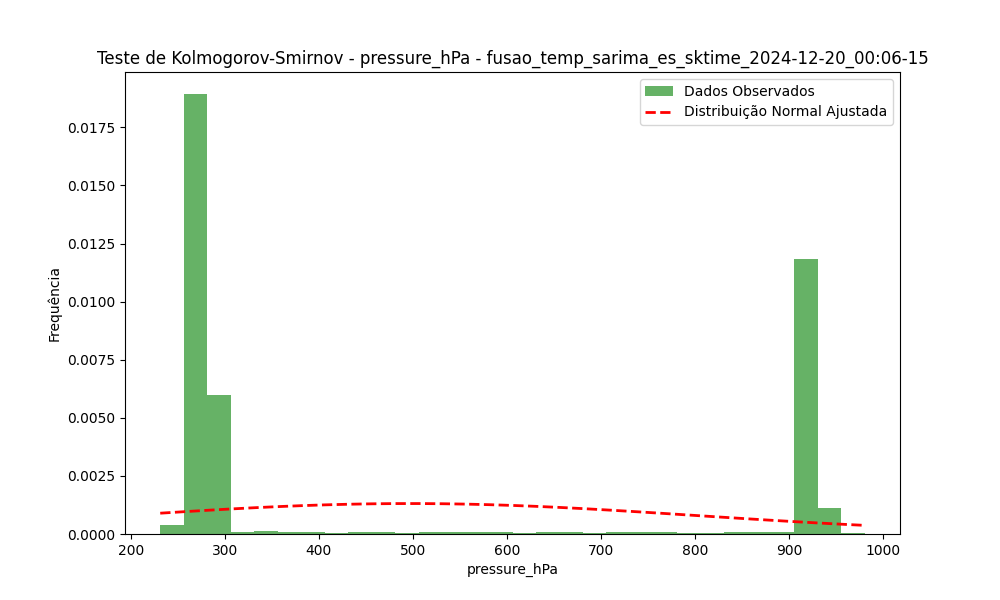 Teste de Kolmogorov-Smirnov - pressure_hPa - fusao_temp_sarima_es_sktime_2024-12-20_00:06-15
Dados Observados
Distribuição Normal Ajustada
0.0175
0.0150
0.0125
0.0100
0.0075
0.0050
0.0025
0.0000
Frequência
200 300 400 500 600 700 800 900 1000
pressure_hPa